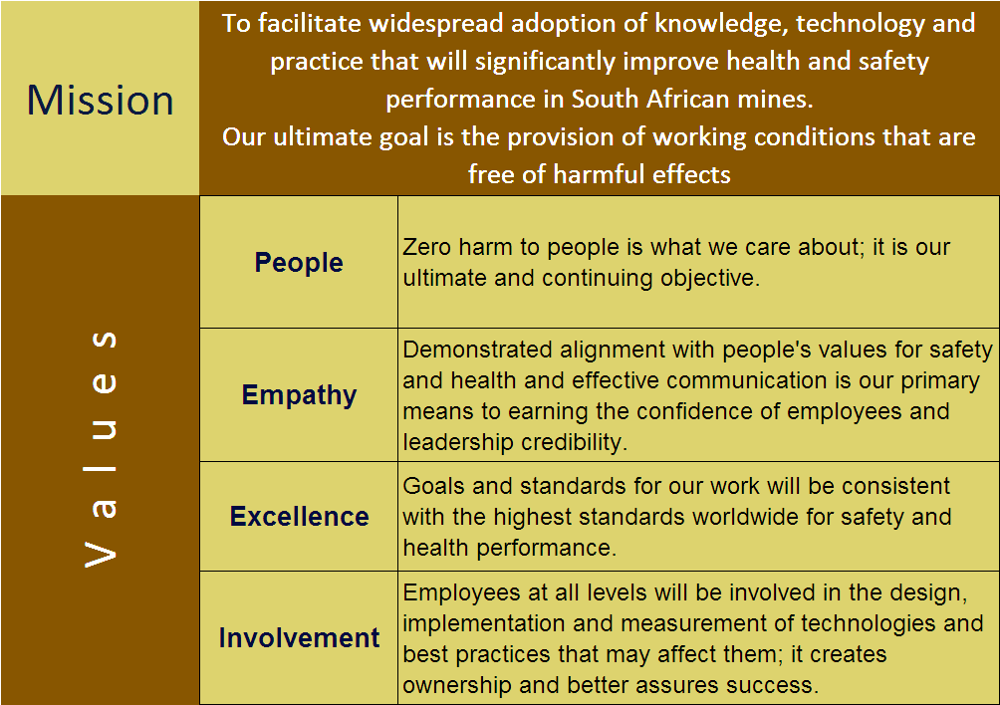 Mission
To facilitate widespread adoption of knowledge, technology and
practice that will significantly improve health and safety
performance in South African mines.
Our ultimate goal is the provision of working conditions that are
free of harmful effects
Values
People
Zero harm to people is what we care about; it is our
ultimate and continuing objective.
Empathy
Demonstrated alignment with people's values for safety
and health and effective communication is our primary
means to earning the confidence of employees and
leadership credibility.
Excellence
Goals and standards for our work will be consistent
with the highest standards worldwide for safety and
health performance.
Involvement
Employees at all levels will be involved in the design,
implementation and measurement of technologies and
best practices that may affect them; it creates
ownership and better assures success.